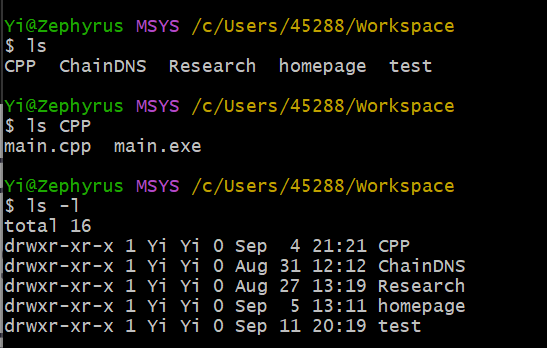 Yi@Zephyrus MSYS /c/Users/45288/Workspace
$ ls
CPP  ChainDNS  Research  homepage  test
Yi@Zephyrus MSYS /c/Users/45288/Workspace
$ ls CPP
main.cpp  main.exe
Yi@Zephyrus MSYS /c/Users/45288/Workspace
$ ls -l
total 16
drwxr-xr-x 1 Yi Yi 0 Sep  4 21:21 CPP
drwxr-xr-x 1 Yi Yi 0 Aug 31 12:12 ChainDNS
drwxr-xr-x 1 Yi Yi 0 Aug 27 13:19 Research
drwxr-xr-x 1 Yi Yi 0 Sep  5 13:11 homepage
drwxr-xr-x 1 Yi Yi 0 Sep 11 20:19 test